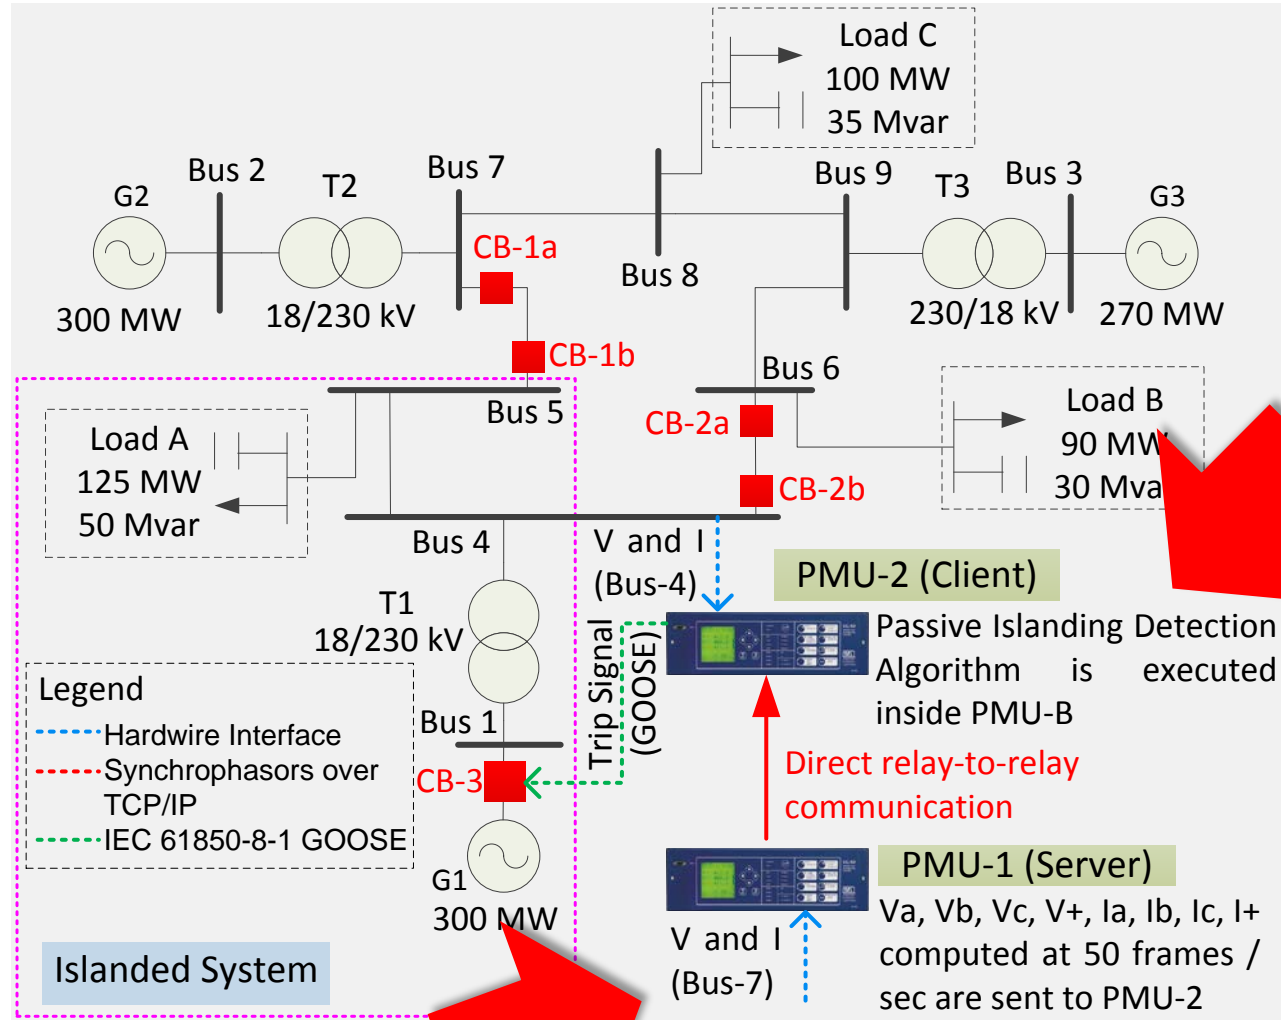 Load C
100 MW
35 Mvar
Bus 2
T2
Bus 7
Bus 9
T3
Bus 3
G2
G3
CB-1a
Bus 8
300 MW
18/230 kV
230/18 kV
270 MW
CB-1b
Bus 6
Bus 5
Load A
125 MW
50 Mvar
CB-2a
Load B
90 MW
30 Mva
CB-2b
Bus 4
V and I
(Bus-4)
PMU-2 (Client)
T1
18/230 kV
Trip Signal
(GOOSE)
Passive Islanding Detection
Algorithm is executed
inside PMU-B
Legend
Hardwire Interface
Synchrophasors over
TCP/IP
IEC 61850-8-1 GOOSE
Bus 1
CB-3
Direct relay-to-relay
communication
G1
300 MW
PMU-1 (Server)
Va, Vb, Vc, V+, Ia, Ib, Ic, I+
computed at 50 frames /
sec are sent to PMU-2
V and I
(Bus-7)
Islanded System